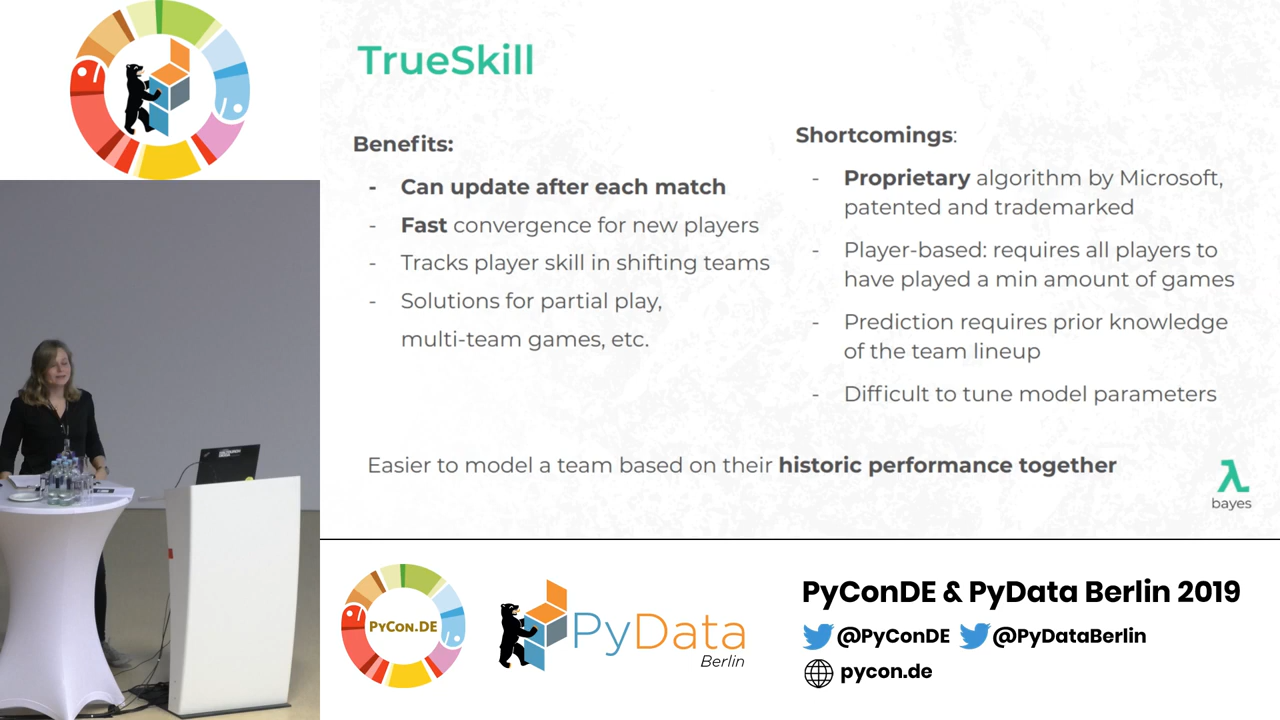 TrueSkill
Benefits:
- Can update after each match
- Fast convergence for new players
- Tracks player skill in shifting teams
- Solutions for partial play,
multi-team games, etc.
Shortcomings:
- Proprietary algorithm by Microsoft,
patented and trademarked
- Player-based: requires all players to
have played a min amount of games
- Prediction requires prior knowledge
of the team lineup
- Difficult to tune model parameters
Easier to model a team based on their historic performance together
bayes
PYCON.DE
PyData
Berlin
PyConDE & PyData Berlin 2019
@PyConDE @PyDataBerlin
pycon.de